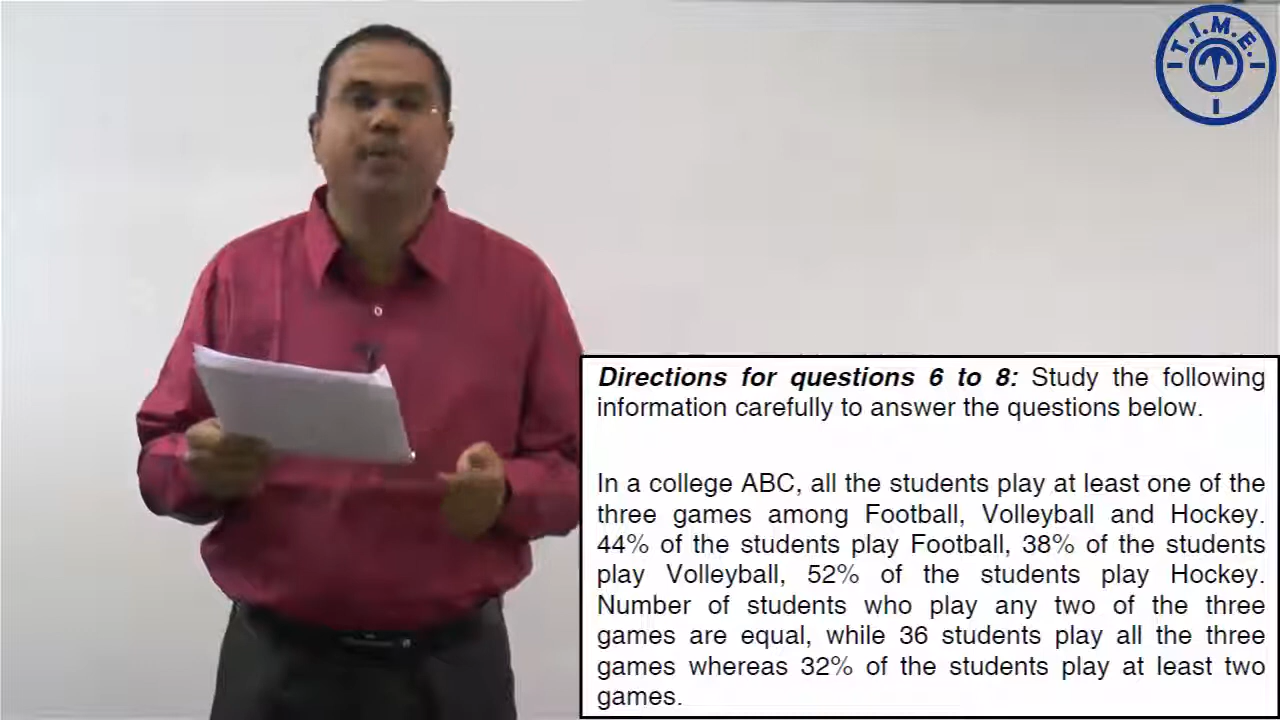 T.I.M.E.
Directions for questions 6 to 8: Study the following
information carefully to answer the questions below.
In a college ABC, all the students play at least one of the
three games among Football, Volleyball and Hockey.
44% of the students play Football, 38% of the students
play Volleyball, 52% of the students play Hockey.
Number of students who play any two of the three
games are equal, while 36 students play all the three
games whereas 32% of the students play at least two
games.